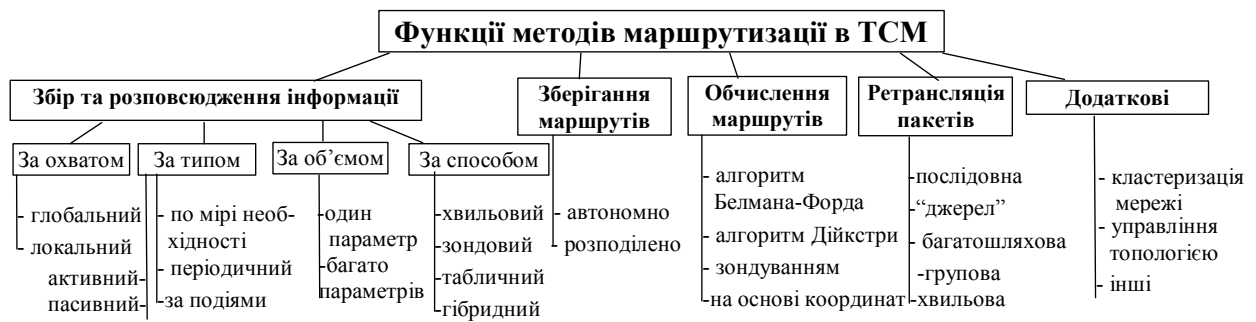 Функції методів маршрутизації в ТСМ
Збір та розповсюдження інформації
За охватом
- глобальний
- локальний
За типом
активний-
пасивний-
- по мірі необ-
хідності
- періодичний
-за подіями
За об’ємом
-один
параметр
-багато
параметрів
За способом
-хвильовий
-зондовий
-табличний
-гібридний
Зберігання
маршрутів
- автономно
- розподілено
Обчислення
маршрутів
- алгоритм
Белмана-Форда
- алгоритм Дійкстри
- зондуванням
-на основі координат
Ретрансляція
пакетів
-послідовна
-“джерел”
- багатошляхова
-групова
-хвильова
Додаткові
- кластеризація
мережі
- управління
топологією
- інші